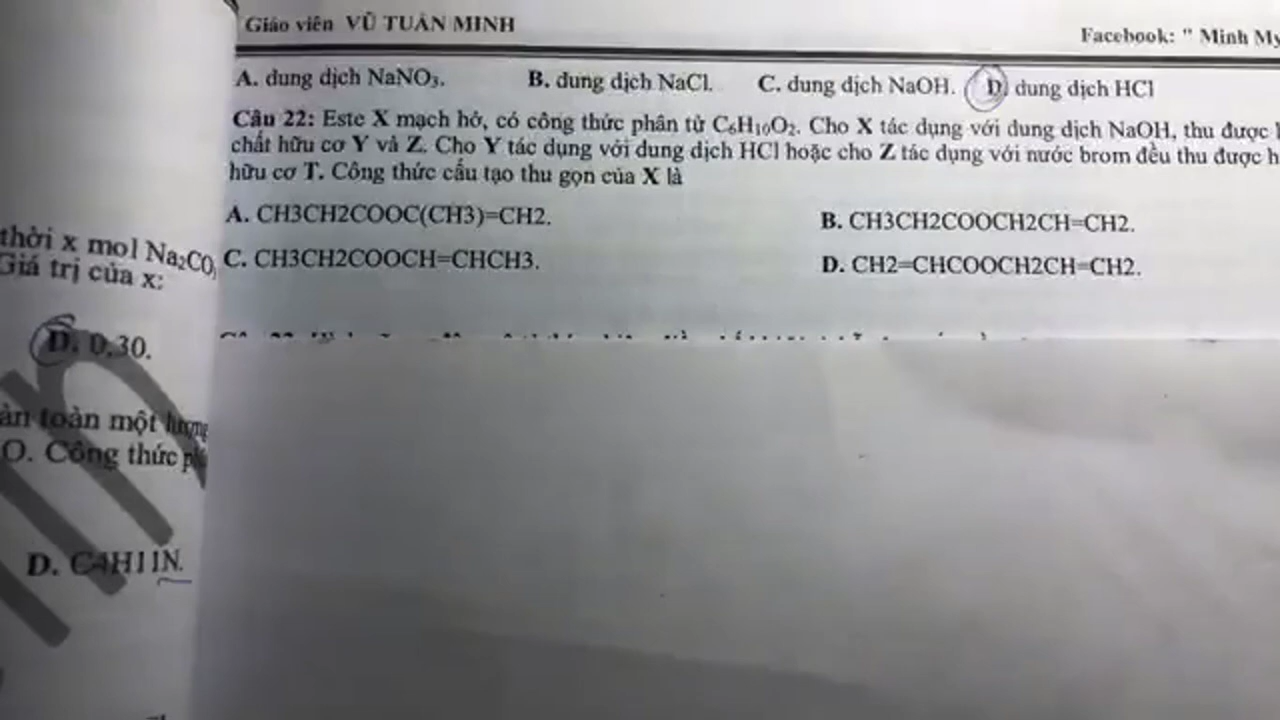 Giáo viên VŨ TUẤN MINH
Facebook: " Minh My
A. dung dịch NaNO₃. B. dung dịch NaCl. C. dung dịch NaOH. D. dung dịch HCl
Câu 22: Este X mạch hở, có công thức phân tử C₆H₁₀O₂. Cho X tác dụng với dung dịch NaOH, thu được
chất hữu cơ Y và Z. Cho Y tác dụng với dung dịch HCl hoặc cho Z tác dụng với nước brom đều thu được h
hữu cơ T. Công thức cấu tạo thu gọn của X là
A. CH3CH2COOC(CH3)=CH2. B. CH3CH2COOCH2CH=CH2.
C. CH3CH2COOCH=CHCH3. D. CH2=CHCOOCH2CH=CH2.
thời x mol Na₂CO
Giá trị của x:
D. 0,30.
àn toàn một lượng
O. Công thức
D. C4H11N.